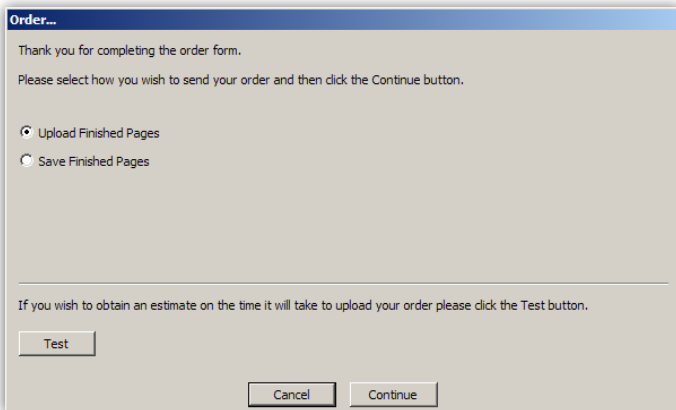 Order...
Thank you for completing the order form.
Please select how you wish to send your order and then click the Continue button.
Upload Finished Pages
Save Finished Pages
If you wish to obtain an estimate on the time it will take to upload your order please click the Test button.
Test
Cancel Continue